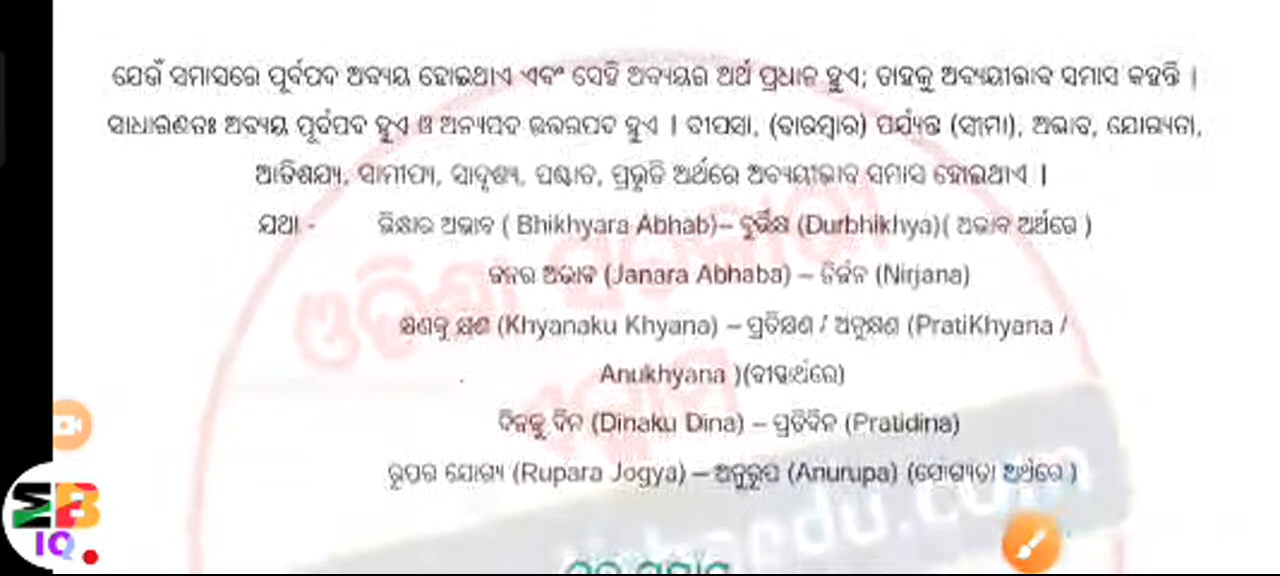 ଯେଉଁ ସମାସରେ ପୂର୍ବପଦ ଅବ୍ୟୟ ହୋଇଥାଏ ଏବଂ ସେହି ଅବ୍ୟୟର ଅର୍ଥ ପ୍ରଧାନ ହୁଏ; ତାହାକୁ ଅବ୍ୟୟୀଭାବ ସମାସ କହନ୍ତି |
ସାଧାରଣତଃ ଅବ୍ୟୟ ପୂର୍ବପଦ ହୁଏ ଓ ଅନ୍ୟପଦ ଉତ୍ତରପଦ ହୁଏ | ବୀପସା, (ବାରମ୍ବାର) ପର୍ଯ୍ୟନ୍ତ (ସୀମା), ଅଭାବ, ଯୋଗ୍ୟତା,
ଆତିଶଯ୍ୟ, ସାମୀପ୍ୟ, ସାଦୃଶ୍ୟ, ପଶ୍ଚାତ, ପ୍ରଭୃତି ଅର୍ଥରେ ଅବ୍ୟୟୀଭାବ ସମାସ ହୋଇଥାଏ |
ଯଥା - ଭିକ୍ଷାର ଅଭାବ ( Bhikhyara Abhab)– ଦୁର୍ଭିକ୍ଷ (Durbhikhya)( ଅଭାବ ଅର୍ଥରେ )
ଜନର ଅଭାବ (Janara Abhaba) – ନିର୍ଜନ (Nirjana)
କ୍ଷଣକୁ କ୍ଷଣ (Khyanaku Khyana) – ପ୍ରତିକ୍ଷଣ / ଅନୁକ୍ଷଣ (PratiKhyana /
Anukhyana )
ଦିନକୁ ଦିନ (Dinaku Dina) – ପ୍ରତିଦିନ (Pratidina)
ରୂପର ଯୋଗ୍ୟ (Rupara Jogya) – ଅନୁରୂପ (Anurupa) (ଯୋଗ୍ୟତା ଅର୍ଥରେ )
IQ